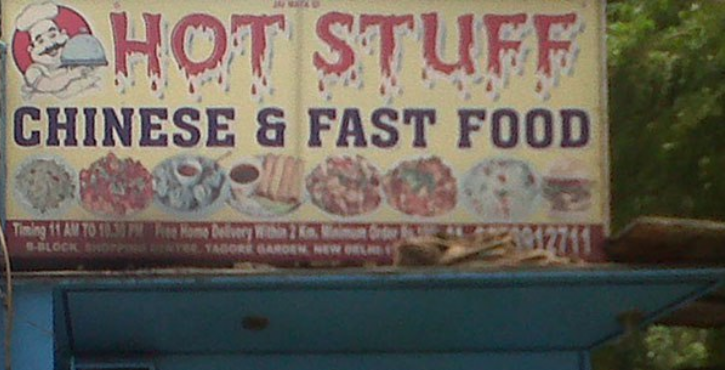 JAI MATA DI
HOT STUFF
CHINESE & FAST FOOD
Timing 11 AM TO 10.30 PM Free Home Delivery Within 2 Km. Minimum Order Rs. 912711
B-BLOCK, SHOPPING CENTRE, TAGORE GARDEN, NEW DELHI